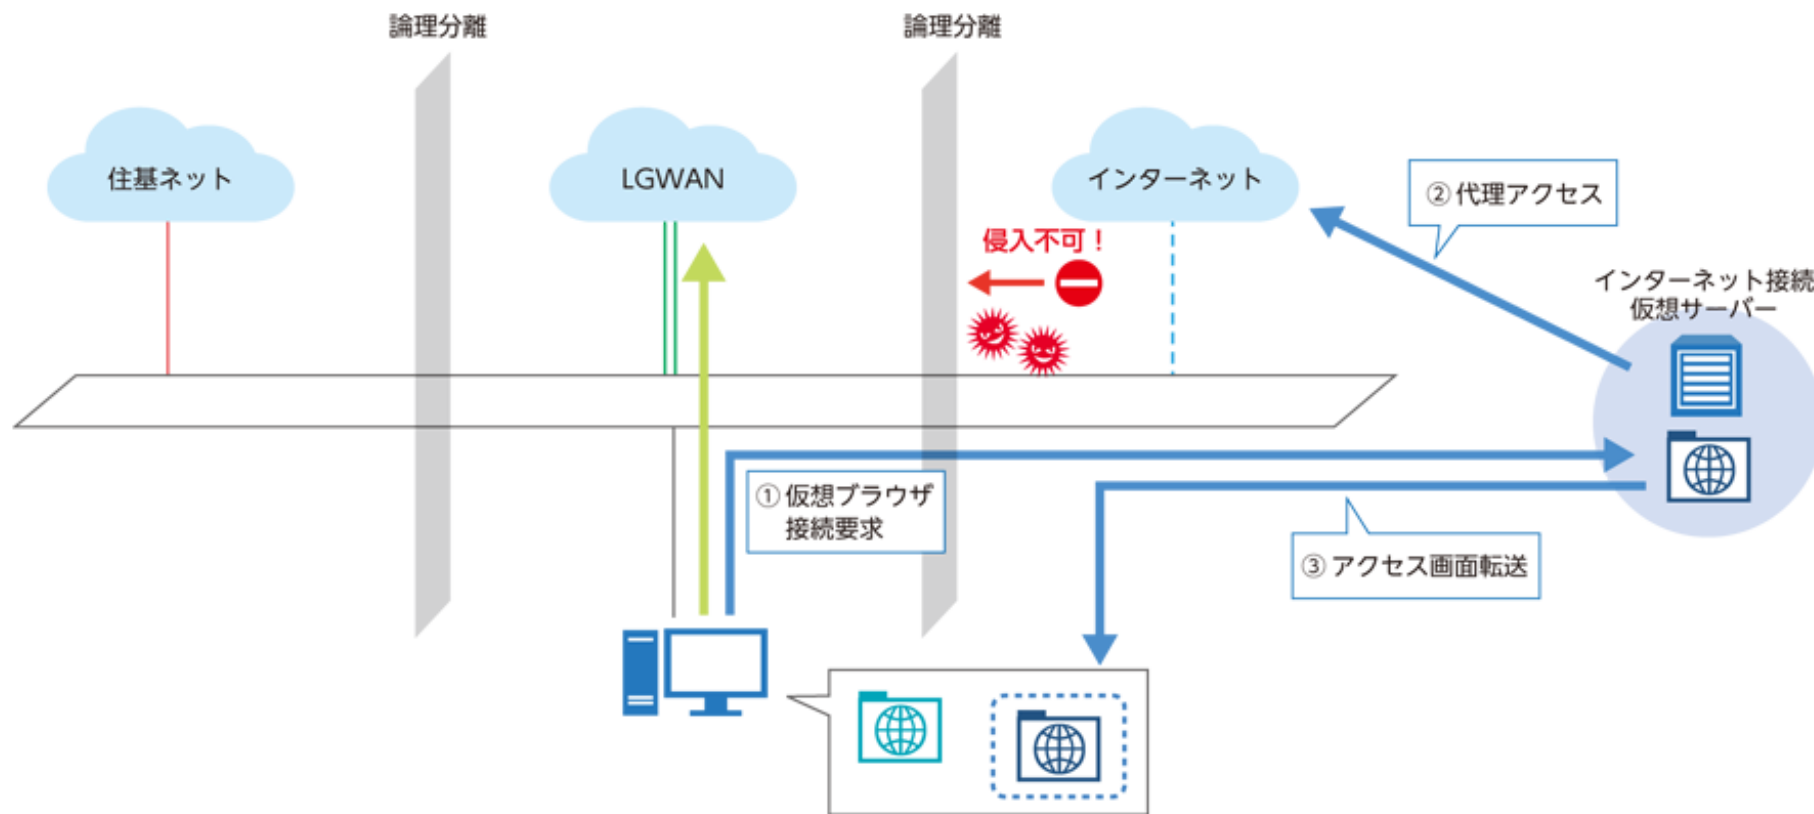 論理分離
論理分離
住基ネット
LGWAN
インターネット
② 代理アクセス
侵入不可！
インターネット接続
仮想サーバー
① 仮想ブラウザ
接続要求
③ アクセス画面転送